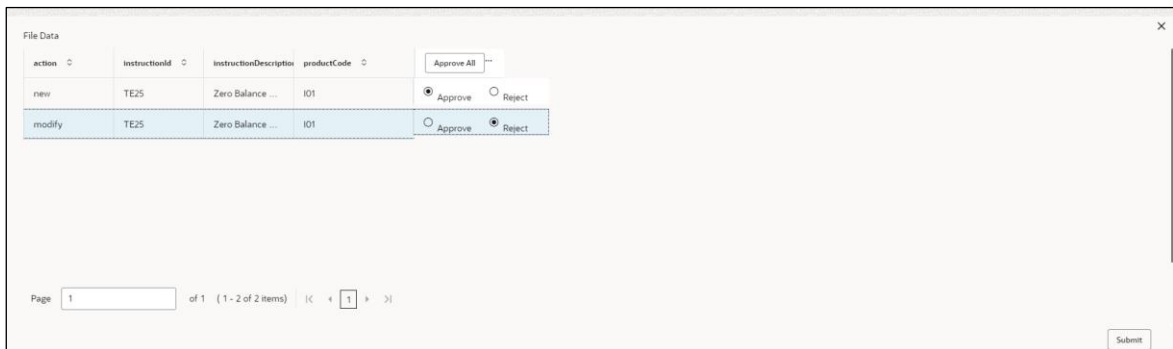 File Data
action instructionId instructionDescription productCode Approve All ...
new TE25 Zero Balance ... I01 Approve Reject
modify TE25 Zero Balance ... I01 Approve Reject
Page 1 of 1 (1 - 2 of 2 items) 1
Submit